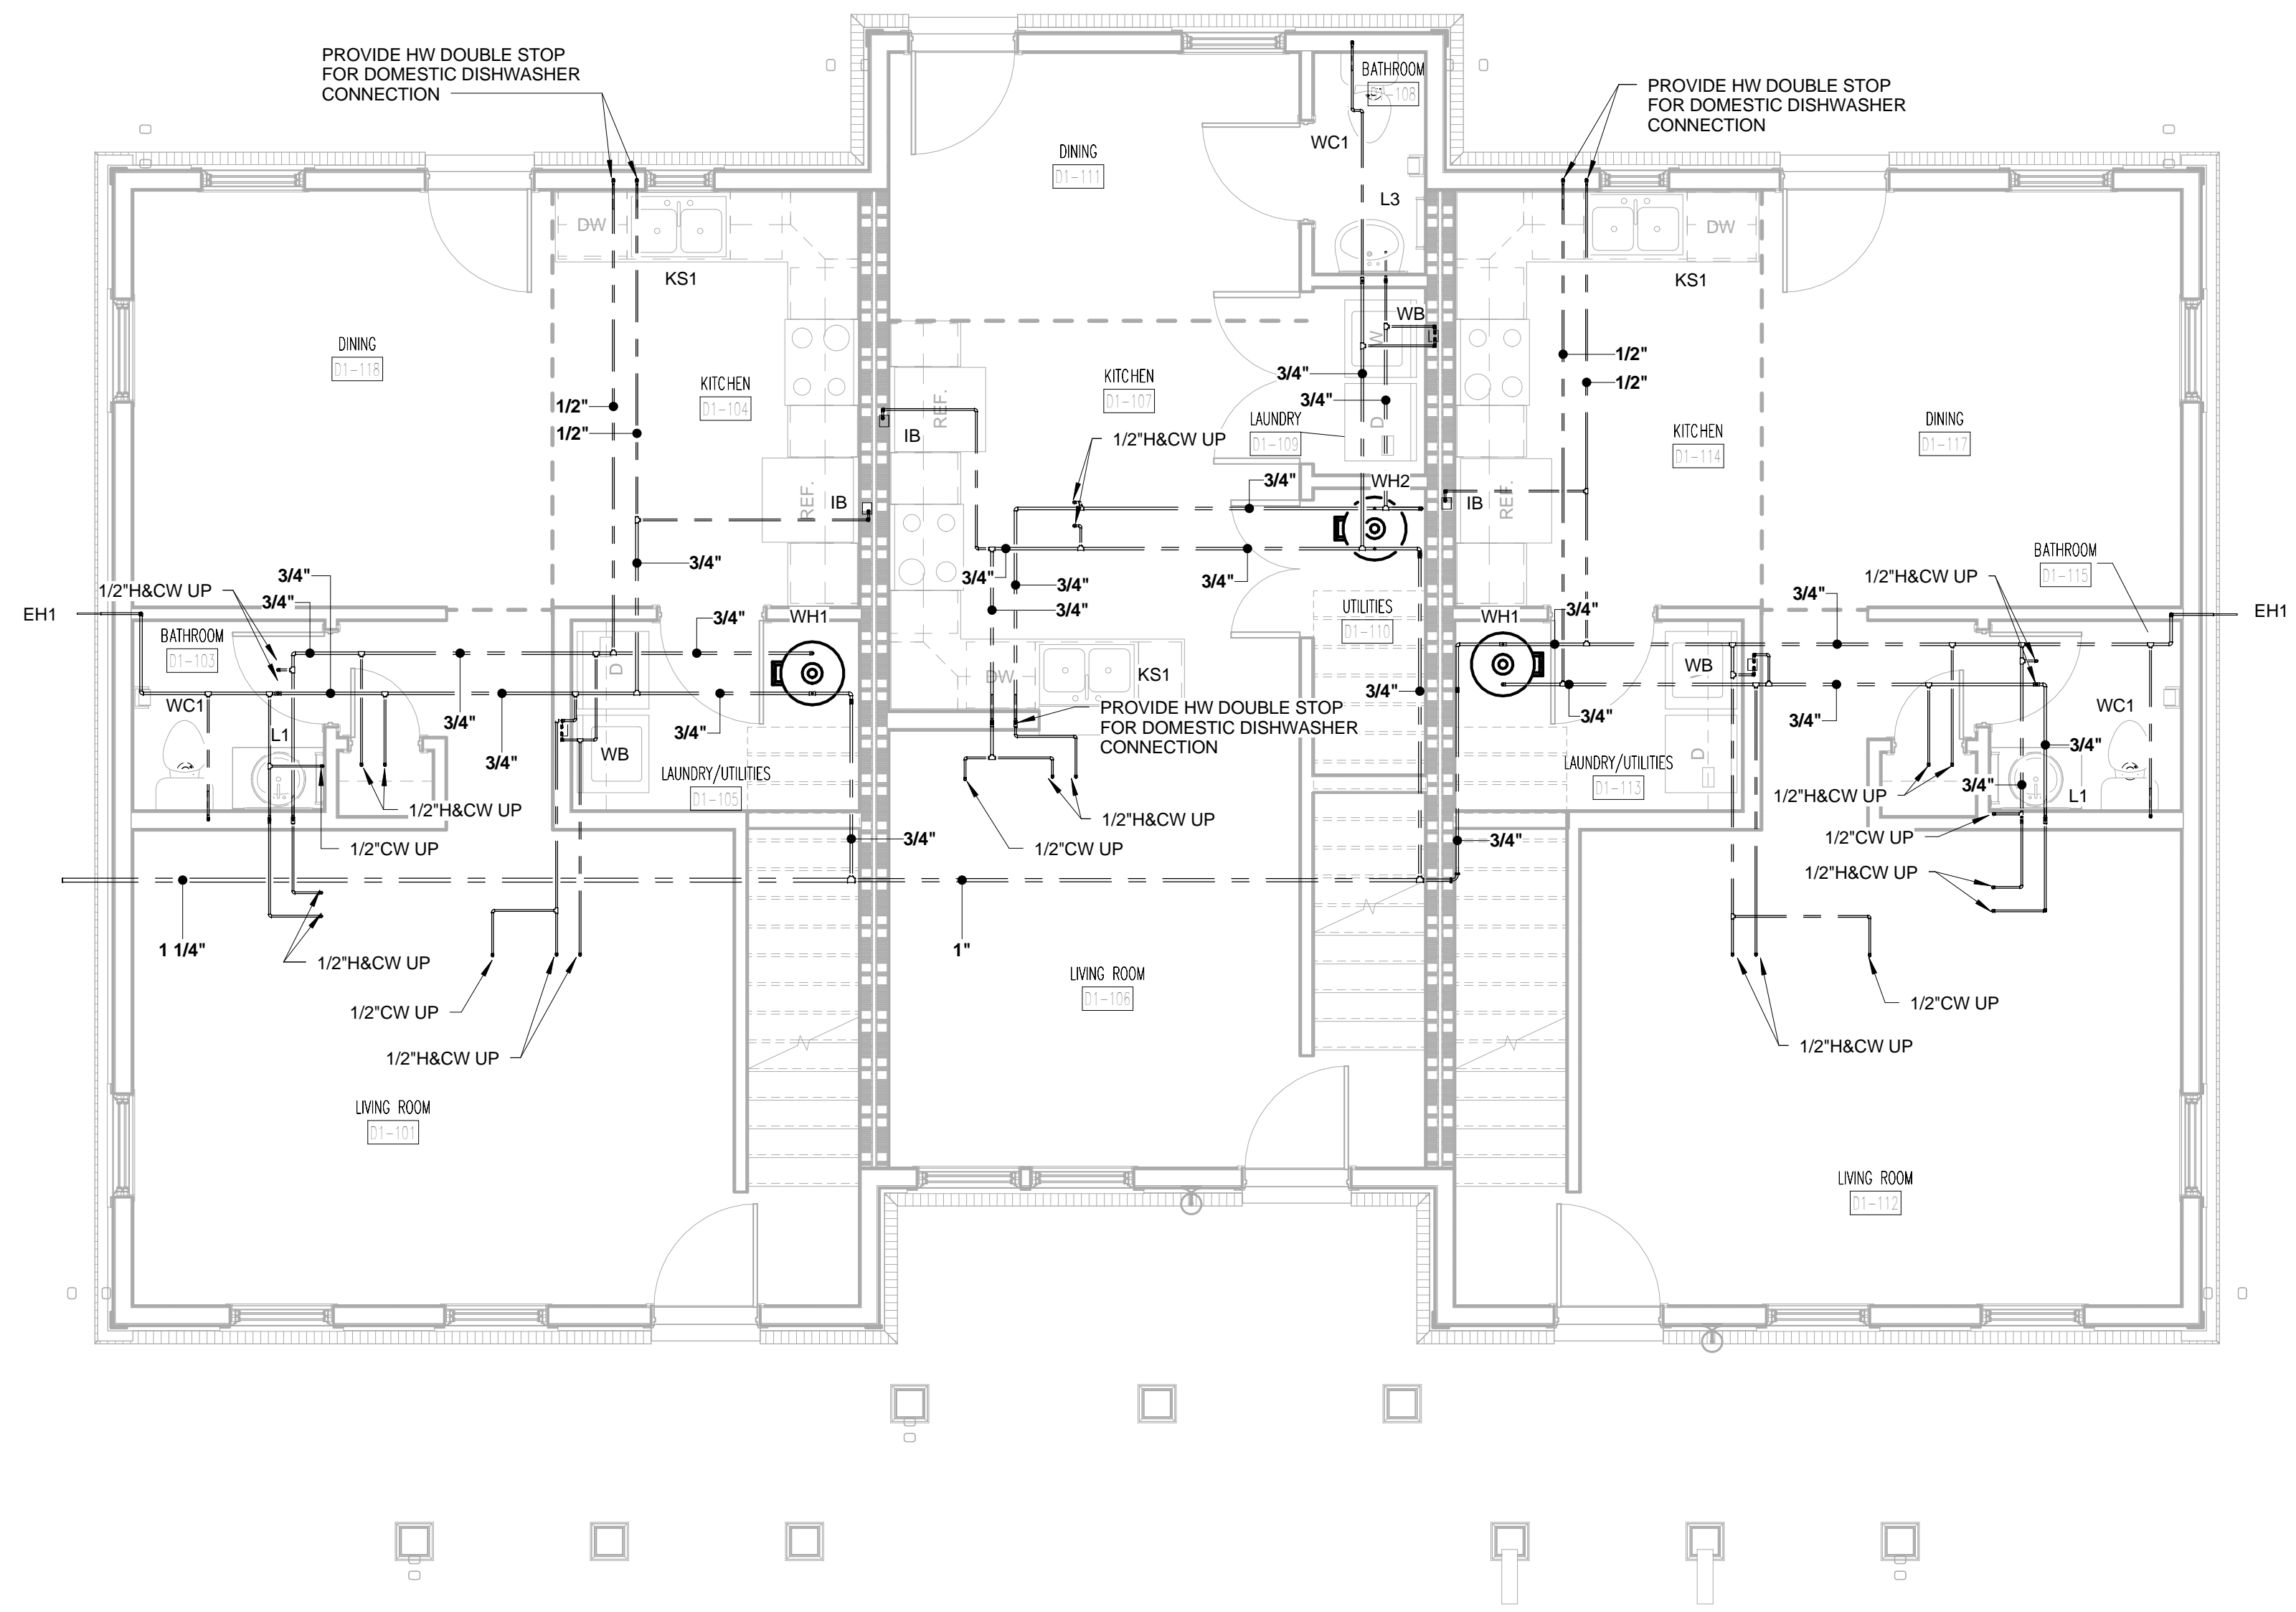 PROVIDE HW DOUBLE STOP
FOR DOMESTIC DISHWASHER
CONNECTION
PROVIDE HW DOUBLE STOP
FOR DOMESTIC DISHWASHER
CONNECTION
BATHROOM
D1-108
WC1
DINING
D1-111
L3
DW
KS1
DW
KS1
WB
W
DINING
D1-118
KITCHEN
D1-104
KITCHEN
D1-107
3/4"
3/4"
D
1/2"
1/2"
1/2"
1/2"
REF.
IB
LAUNDRY
D1-109
1/2"H&CW UP
KITCHEN
D1-114
DINING
D1-117
REF.
IB
3/4"
WH2
IB
REF.
3/4"
3/4"
3/4"
3/4"
3/4"
BATHROOM
D1-115
1/2"H&CW UP
3/4"
1/2"H&CW UP
3/4"
3/4"
EH1
BATHROOM
D1-103
3/4"
WH1
UTILITIES
D1-110
WH1
3/4"
EH1
D
WB
DW
KS1
3/4"
WC1
L1
3/4"
3/4"
3/4"
WB
PROVIDE HW DOUBLE STOP
FOR DOMESTIC DISHWASHER
CONNECTION
3/4"
3/4"
WC1
3/4"
LAUNDRY/UTILITIES
D1-105
LAUNDRY/UTILITIES
D1-113
D
3/4"
L1
1/2"H&CW UP
1/2"H&CW UP
1/2"H&CW UP
1/2"CW UP
3/4"
1/2"CW UP
3/4"
1/2"CW UP
1/2"H&CW UP
1 1/4"
1"
1/2"H&CW UP
LIVING ROOM
D1-106
1/2"CW UP
1/2"CW UP
1/2"H&CW UP
1/2"H&CW UP
LIVING ROOM
D1-101
LIVING ROOM
D1-112